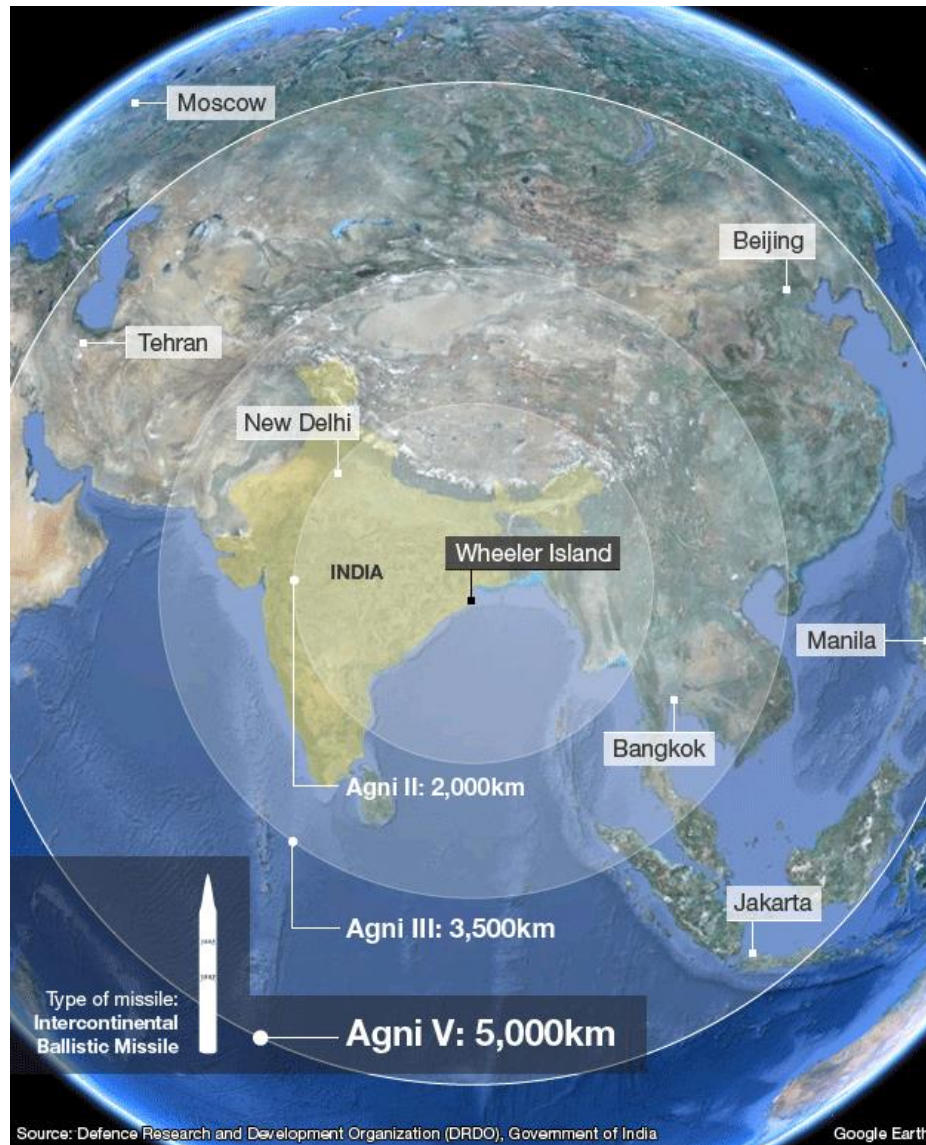 Moscow
Beijing
Tehran
New Delhi
Wheeler Island
INDIA
Manila
Bangkok
Agni II: 2,000km
Jakarta
Agni III: 3,500km
Type of missile:
Intercontinental
Ballistic Missile
Agni V: 5,000km
Source: Defence Research and Development Organization (DRDO), Government of India
Google Earth